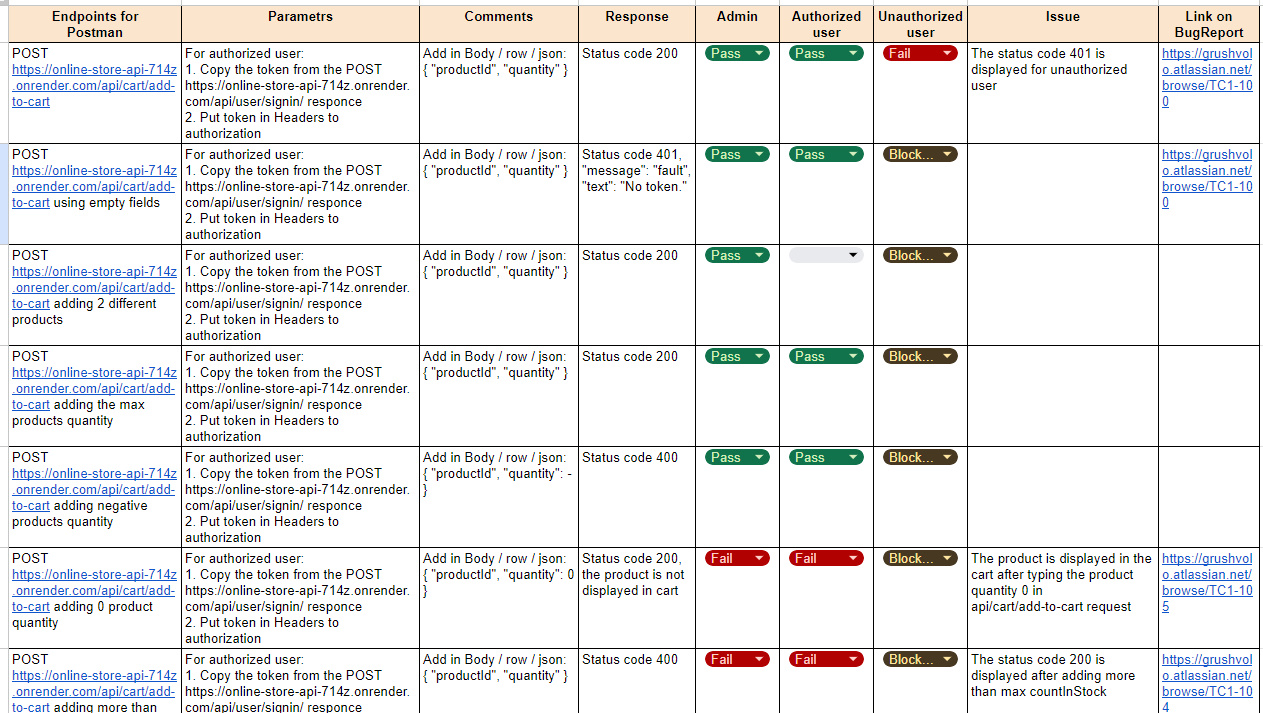 Endpoints for
Postman
Parametrs
Comments
Response
Admin
Authorized
user
Unauthorized
user
Issue
Link on
BugReport
POST
https://online-store-api-714z
.onrender.com/api/cart/add-
to-cart
For authorized user:
1. Copy the token from the POST
https://online-store-api-714z.onrender.
com/api/user/signin/ responce
2. Put token in Headers to
authorization
Add in Body / row / json:
{ "productId", "quantity" }
Status code 200
Pass
Pass
Fail
The status code 401 is
displayed for unauthorized
user
https://grushvol
o.atlassian.net/
browse/TC1-10
0
POST
https://online-store-api-714z
.onrender.com/api/cart/add-
to-cart using empty fields
For authorized user:
1. Copy the token from the POST
https://online-store-api-714z.onrender.
com/api/user/signin/ responce
2. Put token in Headers to
authorization
Add in Body / row / json:
{ "productId", "quantity" }
Status code 401,
"message": "fault",
"text": "No token."
Pass
Pass
Block...
https://grushvol
o.atlassian.net/
browse/TC1-10
0
POST
https://online-store-api-714z
.onrender.com/api/cart/add-
to-cart adding 2 different
products
For authorized user:
1. Copy the token from the POST
https://online-store-api-714z.onrender.
com/api/user/signin/ responce
2. Put token in Headers to
authorization
Add in Body / row / json:
{ "productId", "quantity" }
Status code 200
Pass
Block...
POST
https://online-store-api-714z
.onrender.com/api/cart/add-
to-cart adding the max
products quantity
For authorized user:
1. Copy the token from the POST
https://online-store-api-714z.onrender.
com/api/user/signin/ responce
2. Put token in Headers to
authorization
Add in Body / row / json:
{ "productId", "quantity" }
Status code 200
Pass
Pass
Block...
POST
https://online-store-api-714z
.onrender.com/api/cart/add-
to-cart adding negative
products quantity
For authorized user:
1. Copy the token from the POST
https://online-store-api-714z.onrender.
com/api/user/signin/ responce
2. Put token in Headers to
authorization
Add in Body / row / json:
{ "productId", "quantity": -
}
Status code 400
Pass
Pass
Block...
POST
https://online-store-api-714z
.onrender.com/api/cart/add-
to-cart adding 0 product
quantity
For authorized user:
1. Copy the token from the POST
https://online-store-api-714z.onrender.
com/api/user/signin/ responce
2. Put token in Headers to
authorization
Add in Body / row / json:
{ "productId", "quantity": 0
}
Status code 200,
the product is not
displayed in cart
Fail
Fail
Block...
The product is displayed in the
cart after typing the product
quantity 0 in
api/cart/add-to-cart request
https://grushvol
o.atlassian.net/
browse/TC1-10
5
POST
https://online-store-api-714z
.onrender.com/api/cart/add-
to-cart adding more than
For authorized user:
1. Copy the token from the POST
https://online-store-api-714z.onrender.
com/api/user/signin/ responce
Add in Body / row / json:
{ "productId", "quantity" }
Status code 400
Fail
Fail
Block...
The status code 200 is
displayed after adding more
than max countInStock
https://grushvol
o.atlassian.net/
browse/TC1-10
4